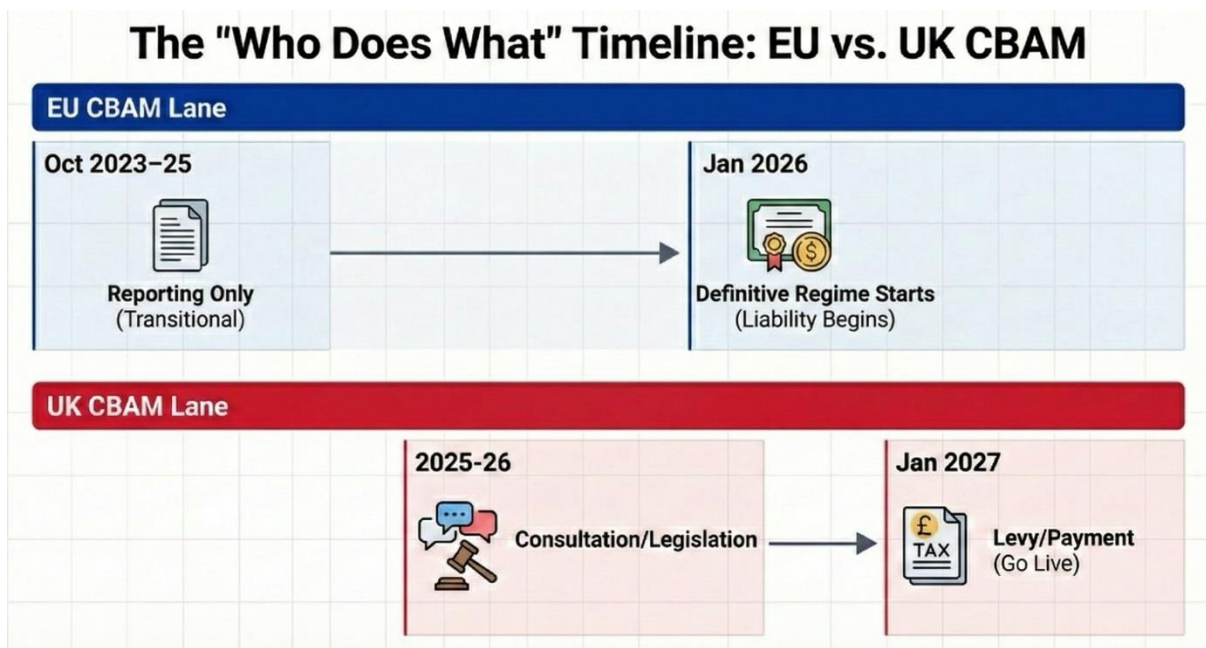 The "Who Does What" Timeline: EU vs. UK CBAM
EU CBAM Lane
Oct 2023–25
Reporting Only
(Transitional)
Jan 2026
$
Definitive Regime Starts
(Liability Begins)
UK CBAM Lane
2025-26
Consultation/Legislation
Jan 2027
£
TAX
Levy/Payment
(Go Live)